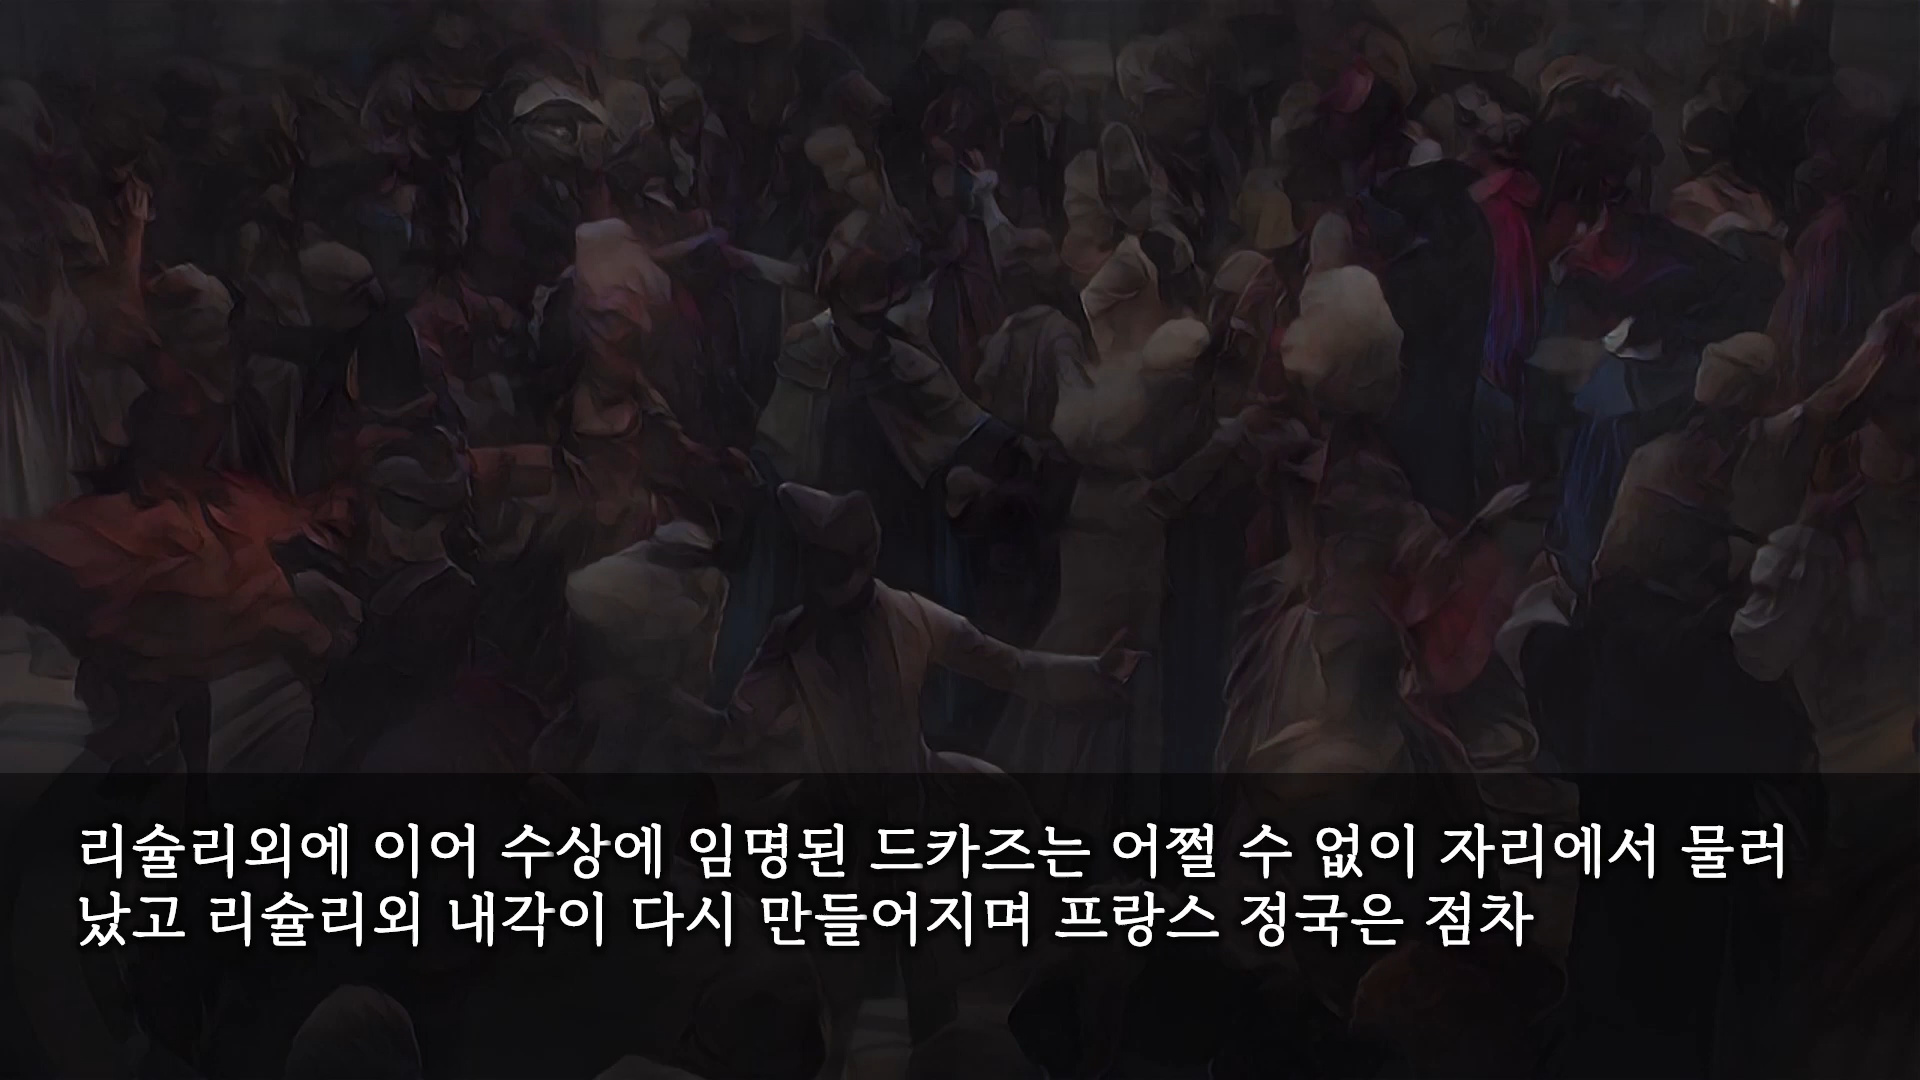 리슐리외에 이어 수상에 임명된 드카즈는 어쩔 수 없이 자리에서 물러
났고 리슐리외 내각이 다시 만들어지며 프랑스 정국은 점차